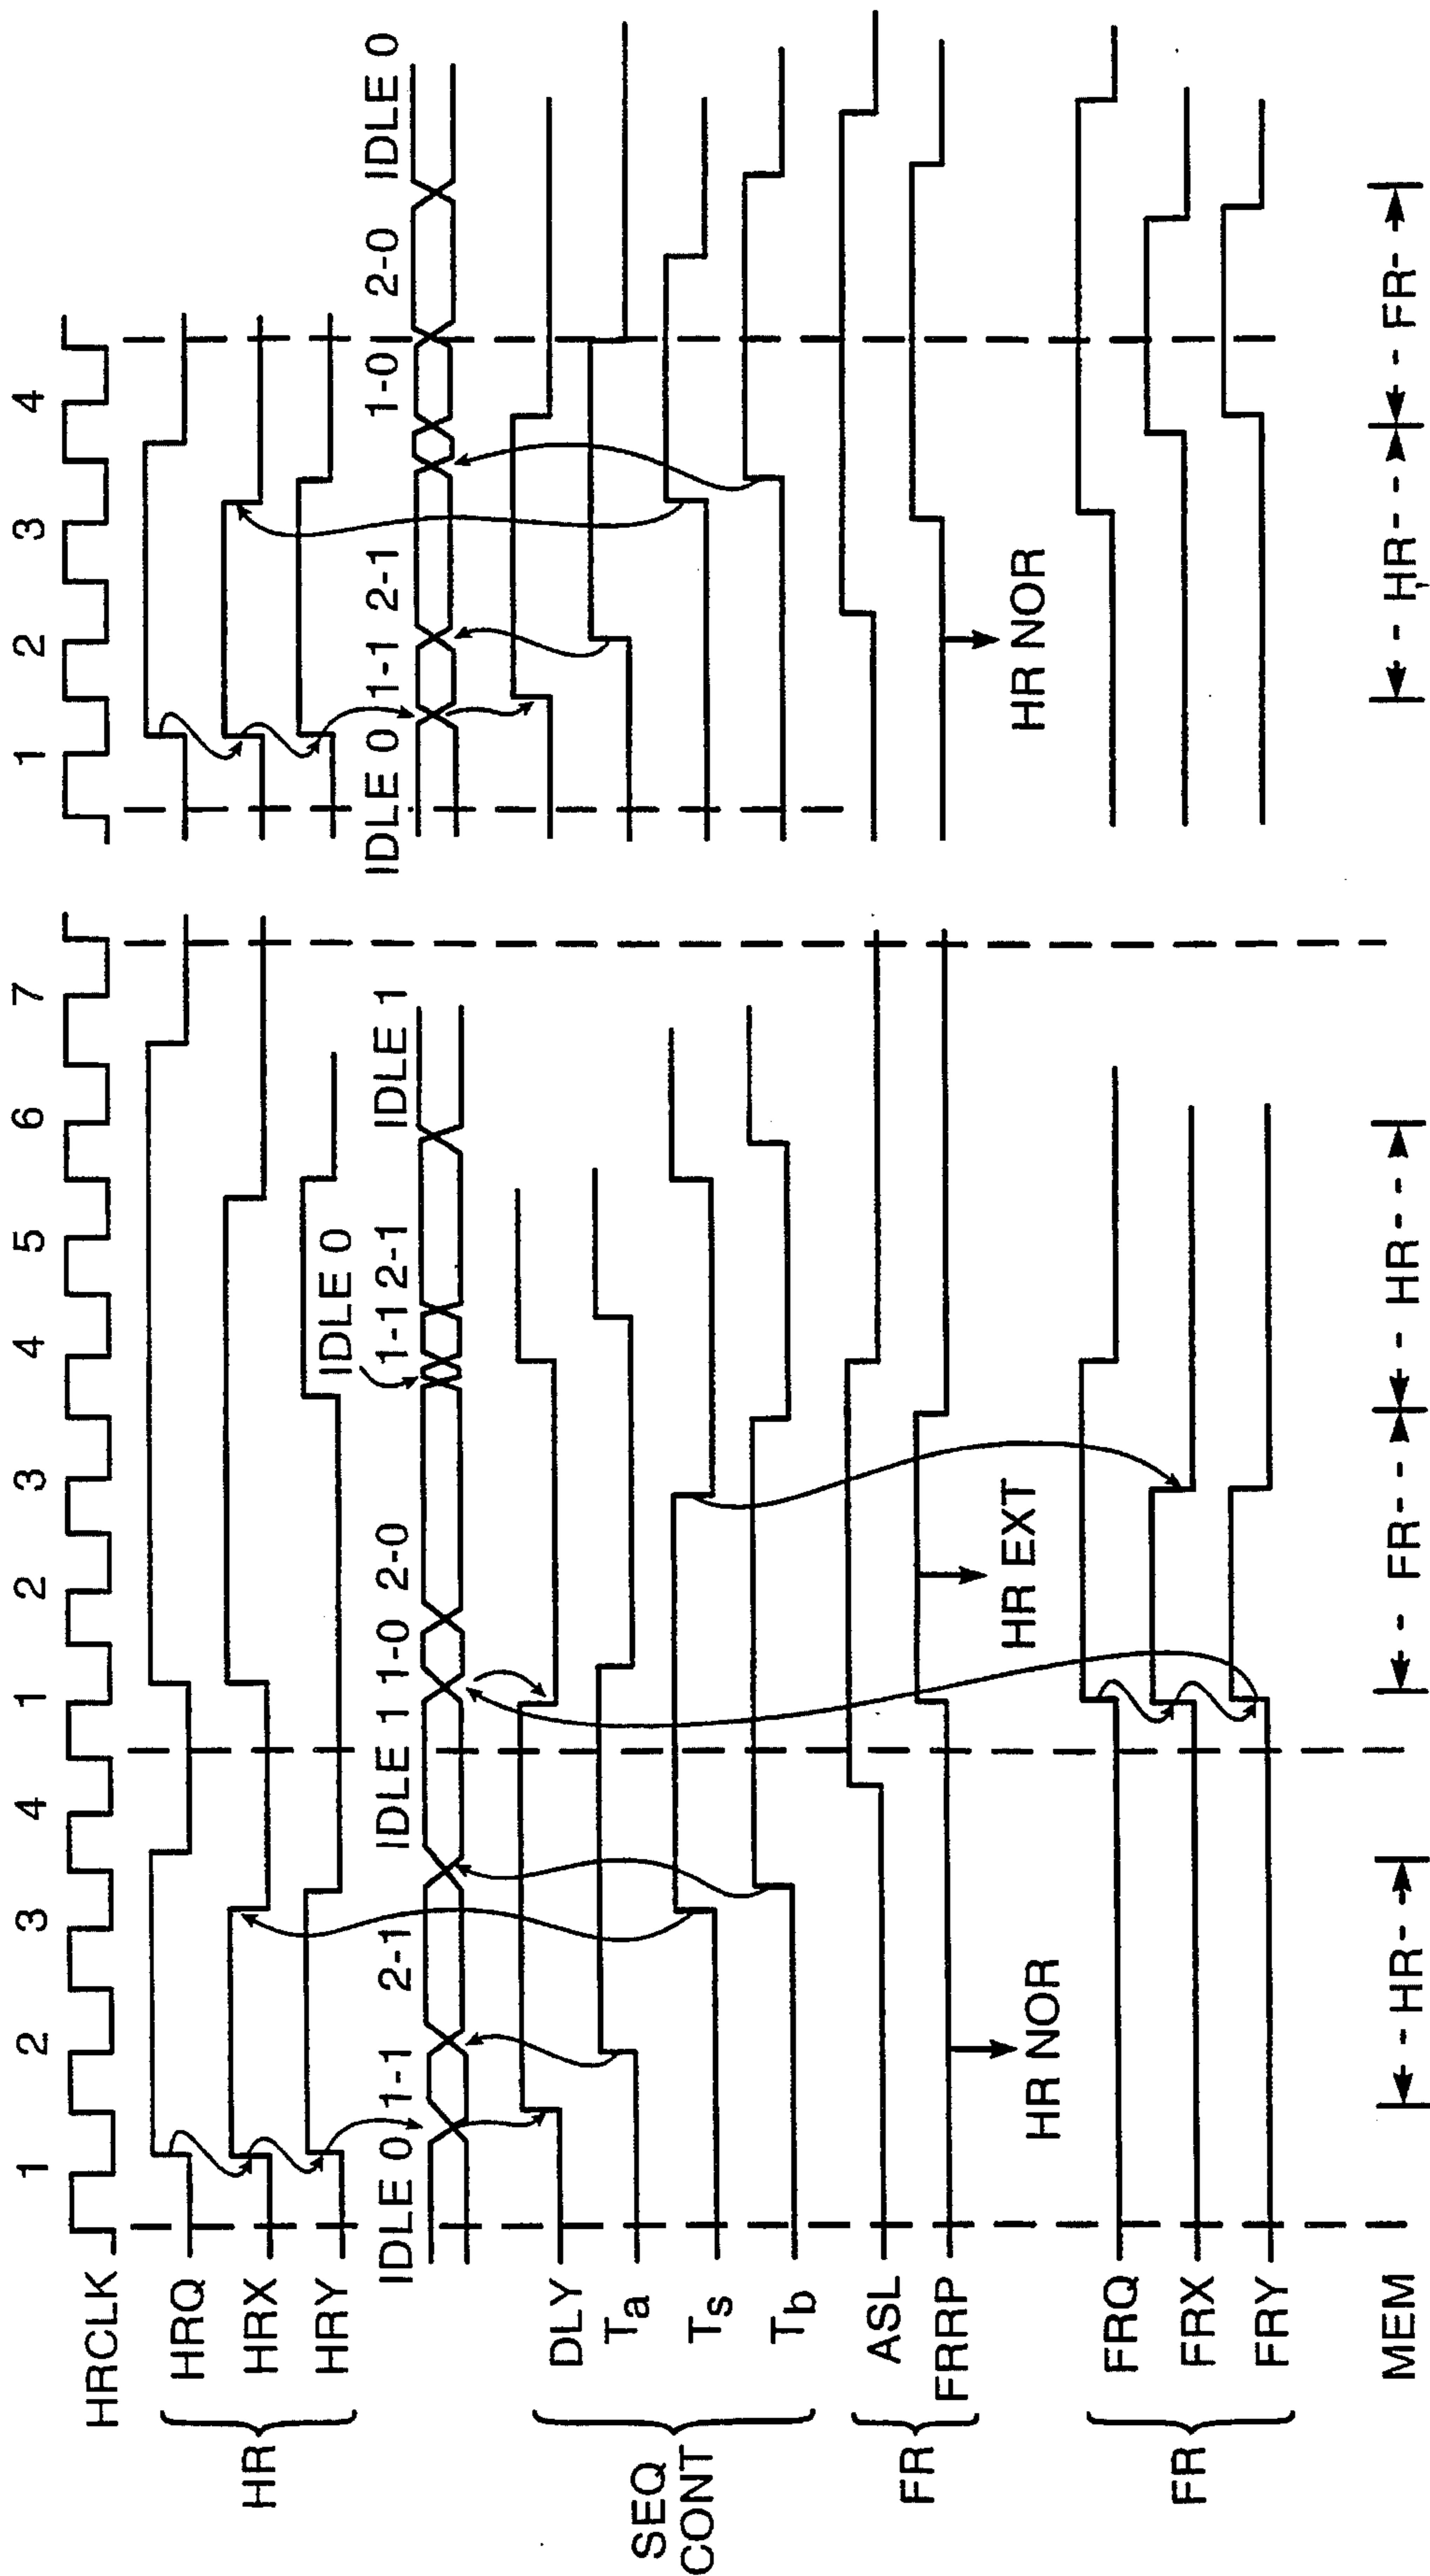 1 2 3 4 1 2 3 4 5 6 7 1 2 3 4
HRCLK
HR
HRQ
HRX
HRY
IDLE 0 1-1 2-1 IDLE 1 1-0 2-0 1-1 2-1 IDLE 1
IDLE 0
IDLE 0 1-1 2-1 1-0 2-0 IDLE 0
SEQ
CONT
DLY
Ta
Ts
Tb
FR
ASL
FRRP
HR NOR
HR EXT
HR NOR
FR
FRQ
FRX
FRY
MEM
HR
FR
HR
HR
FR